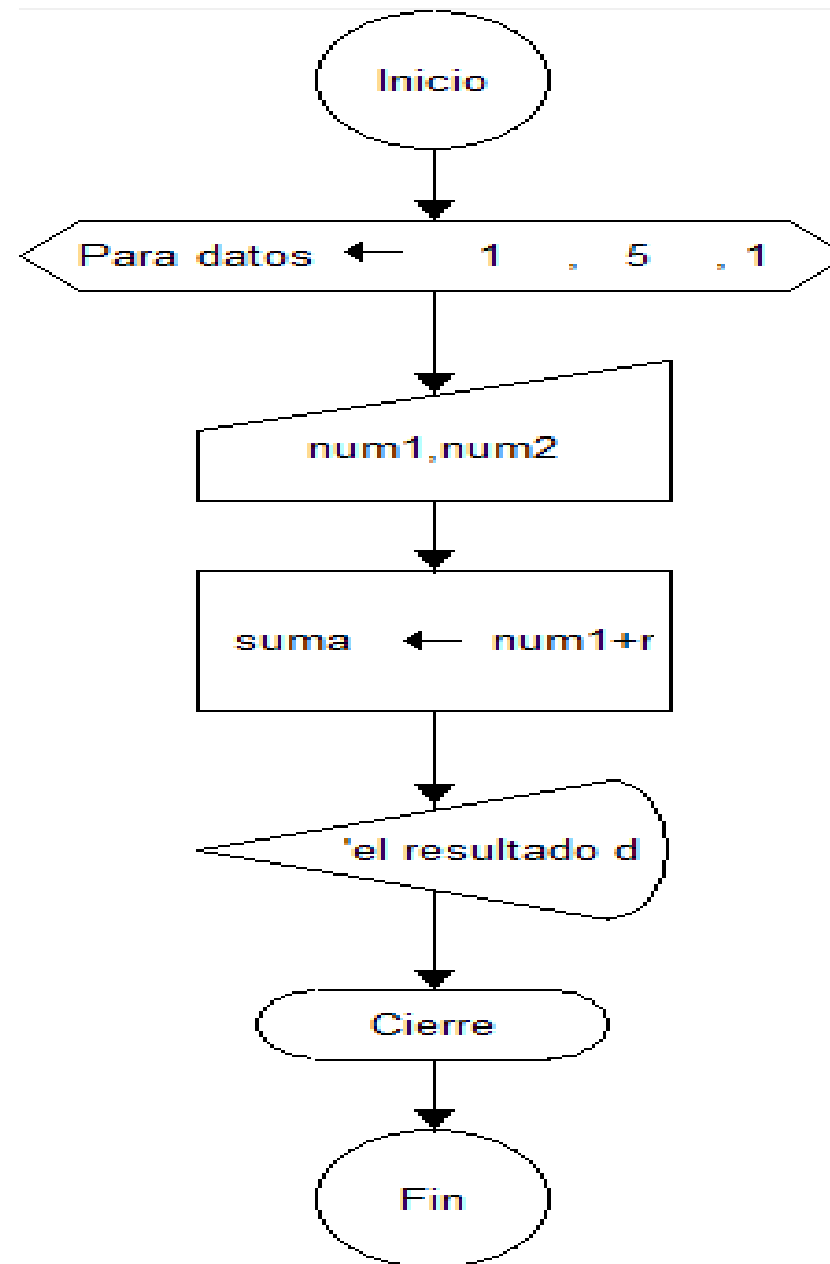 Inicio
Para datos ← 1 , 5 , 1
num1,num2
suma ← num1+r
'el resultado d
Cierre
Fin